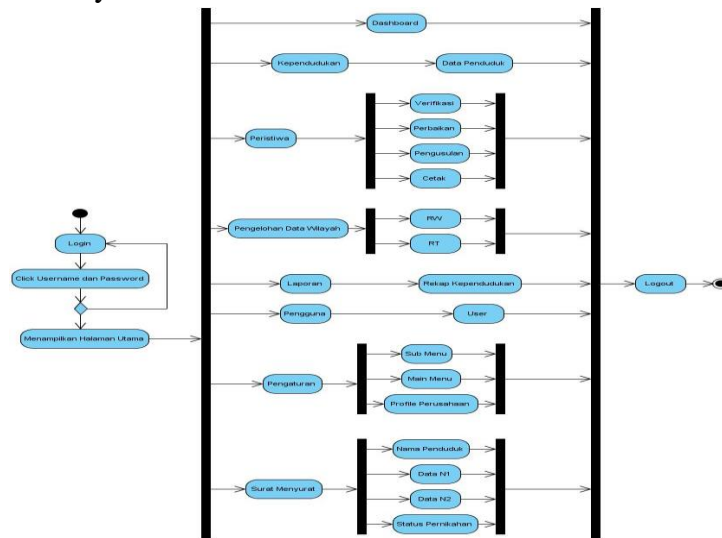 Dashboard
Kependudukan
Data Penduduk
Peristiwa
Verifikasi
Perbaikan
Pengusulan
Cetak
Pengelohan Data Wilayah
RW
RT
Login
Click Username dan Password
Menampilkan Halaman Utama
Laporan
Rekap Kependudukan
Pengguna
User
Logout
Pengaturan
Sub Menu
Main Menu
Profile Perusahaan
Surat Menyurat
Nama Penduduk
Data N1
Data N2
Status Pernikahan